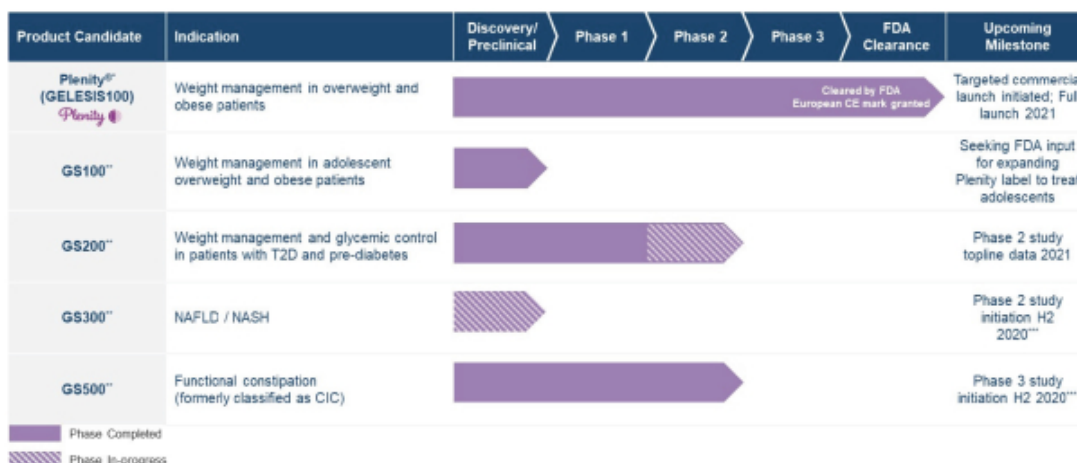 Product Candidate
Indication
Discovery/
Preclinical
Phase 1
Phase 2
Phase 3
FDA
Clearance
Upcoming
Milestone
Plenity®*
(GELESIS100)
Plenity
Weight management in overweight and
obese patients
Cleared by FDA
European CE mark granted
Targeted commercia
launch initiated; Ful
launch 2021
GS100**
Weight management in adolescent
overweight and obese patients
Seeking FDA input
for expanding
Plenity label to treat
adolescents
GS200**
Weight management and glycemic control
in patients with T2D and pre-diabetes
Phase 2 study
topline data 2021
GS300**
NAFLD / NASH
Phase 2 study
initiation H2
2020***
GS500**
Functional constipation
(formerly classified as CIC)
Phase 3 study
initiation H2 2020***
Phase Completed
Phase In-progress